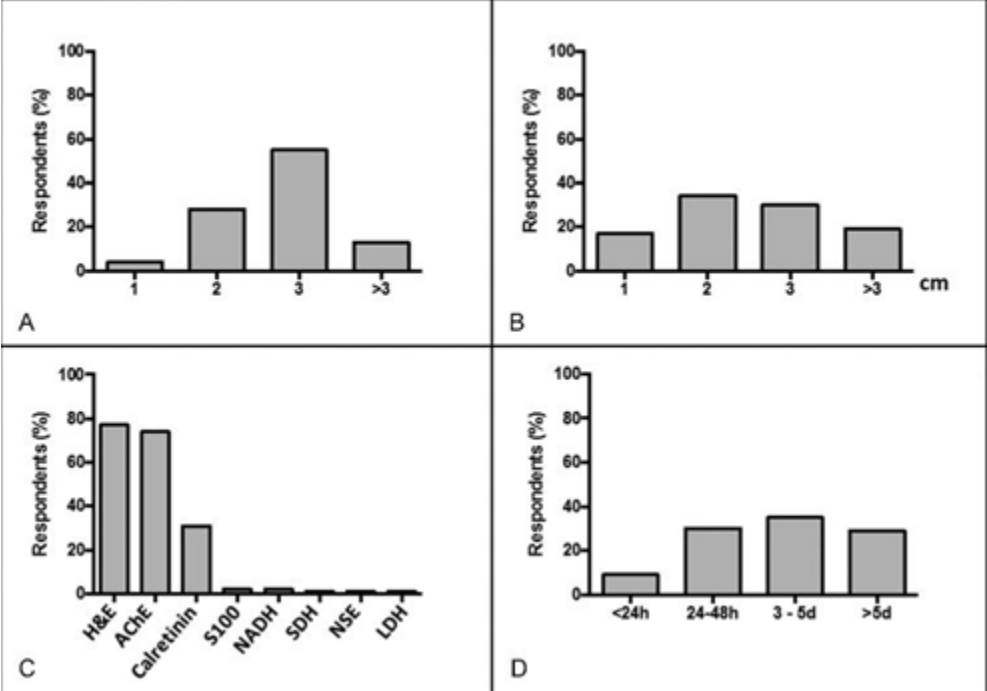 Respondents (%)
100
80
60
40
20
0
1 2 3 >3
A
Respondents (%)
100
80
60
40
20
0
1 2 3 >3 cm
B
Respondents (%)
100
80
60
40
20
0
H&E AChE Calretinin S100 NADH SDH NSE LDH
C
Respondents (%)
100
80
60
40
20
0
<24h 24-48h 3 - 5d >5d
D